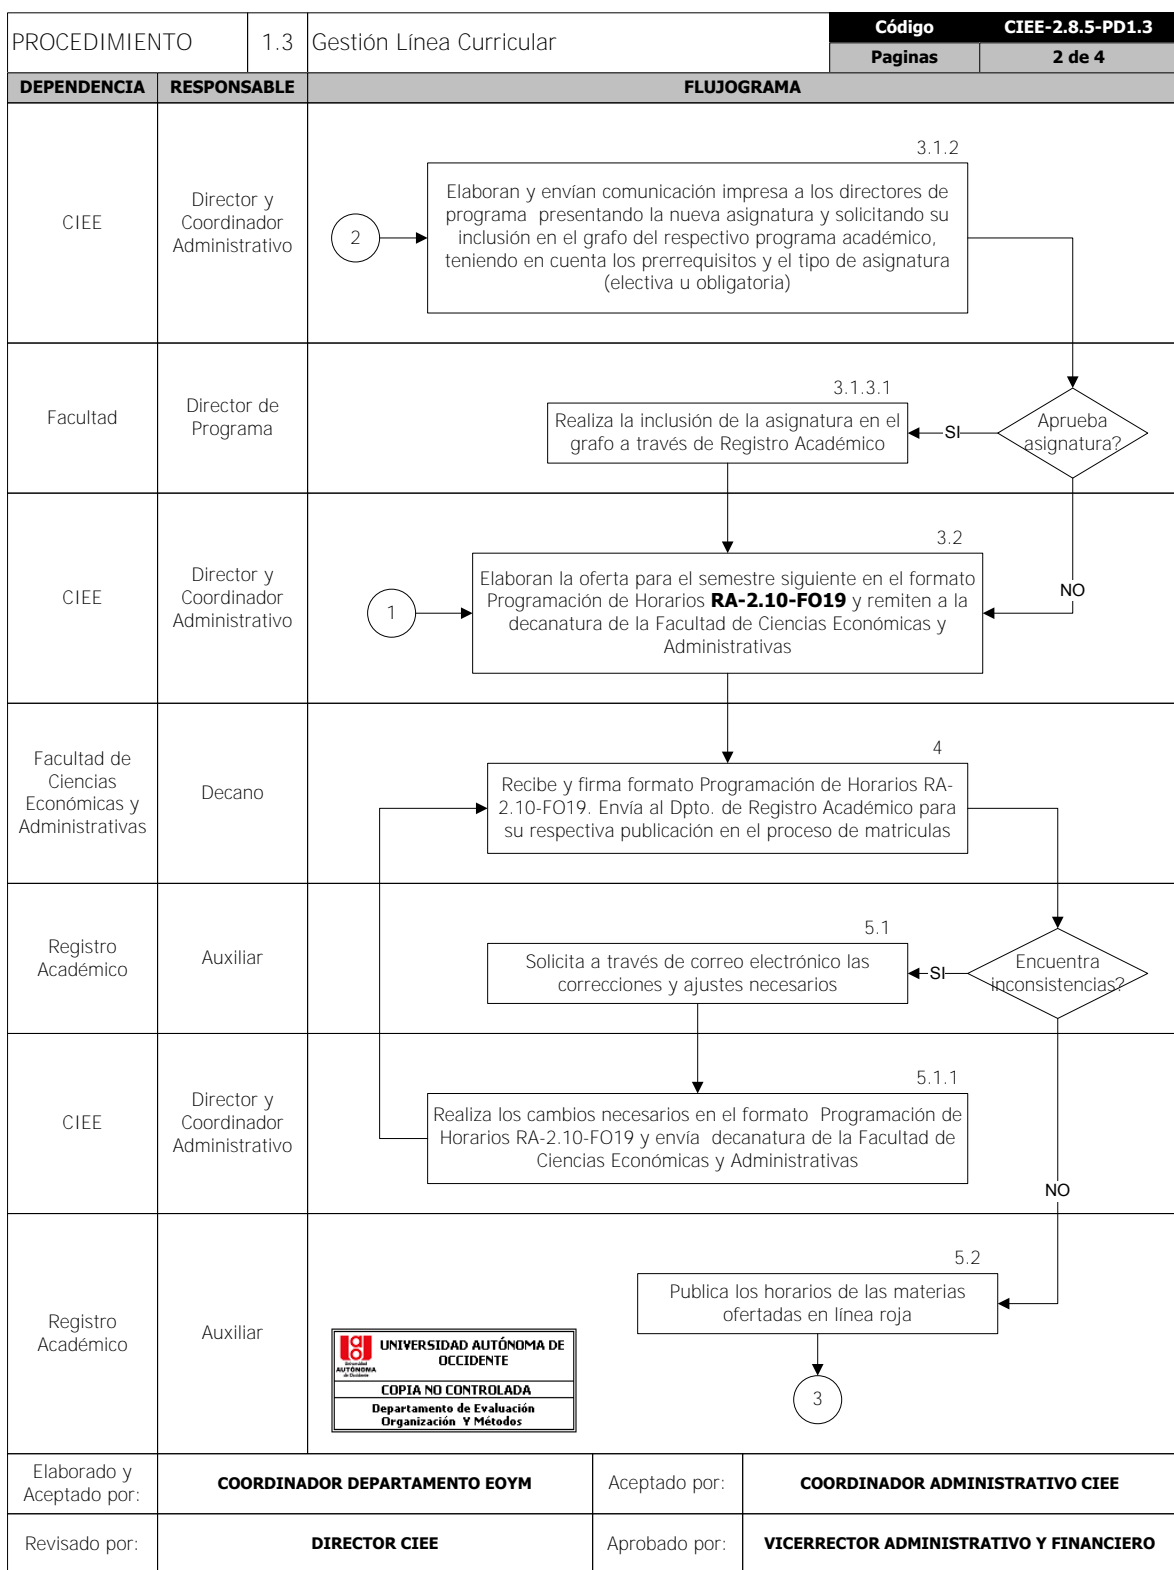 PROCEDIMIENTO
1.3
Gestión Línea Curricular
Código
CIEE-2.8.5-PD1.3
Paginas
2 de 4
DEPENDENCIA
RESPONSABLE
FLUJOGRAMA
CIEE
Director y
Coordinador
Administrativo
2
3.1.2
Elaboran y envían comunicación impresa a los directores de
programa presentando la nueva asignatura y solicitando su
inclusión en el grafo del respectivo programa académico,
teniendo en cuenta los prerrequisitos y el tipo de asignatura
(electiva u obligatoria)
Facultad
Director de
Programa
3.1.3.1
Realiza la inclusión de la asignatura en el
grafo a través de Registro Académico
SI
Aprueba
asignatura?
NO
CIEE
Director y
Coordinador
Administrativo
1
3.2
Elaboran la oferta para el semestre siguiente en el formato
Programación de Horarios RA-2.10-FO19 y remiten a la
decanatura de la Facultad de Ciencias Económicas y
Administrativas
Facultad de
Ciencias
Económicas y
Administrativas
Decano
4
Recibe y firma formato Programación de Horarios RA-
2.10-FO19. Envía al Dpto. de Registro Académico para
su respectiva publicación en el proceso de matriculas
Registro
Académico
Auxiliar
5.1
Solicita a través de correo electrónico las
correcciones y ajustes necesarios
SI
Encuentra
inconsistencias?
CIEE
Director y
Coordinador
Administrativo
5.1.1
Realiza los cambios necesarios en el formato Programación de
Horarios RA-2.10-FO19 y envía decanatura de la Facultad de
Ciencias Económicas y Administrativas
NO
Registro
Académico
Auxiliar
5.2
Publica los horarios de las materias
ofertadas en línea roja
3
Universidad
AUTÓNOMA
de Occidente
UNIVERSIDAD AUTÓNOMA DE
OCCIDENTE
COPIA NO CONTROLADA
Departamento de Evaluación
Organización Y Métodos
Elaborado y
Aceptado por:
COORDINADOR DEPARTAMENTO EOYM
Aceptado por:
COORDINADOR ADMINISTRATIVO CIEE
Revisado por:
DIRECTOR CIEE
Aprobado por:
VICERRECTOR ADMINISTRATIVO Y FINANCIERO